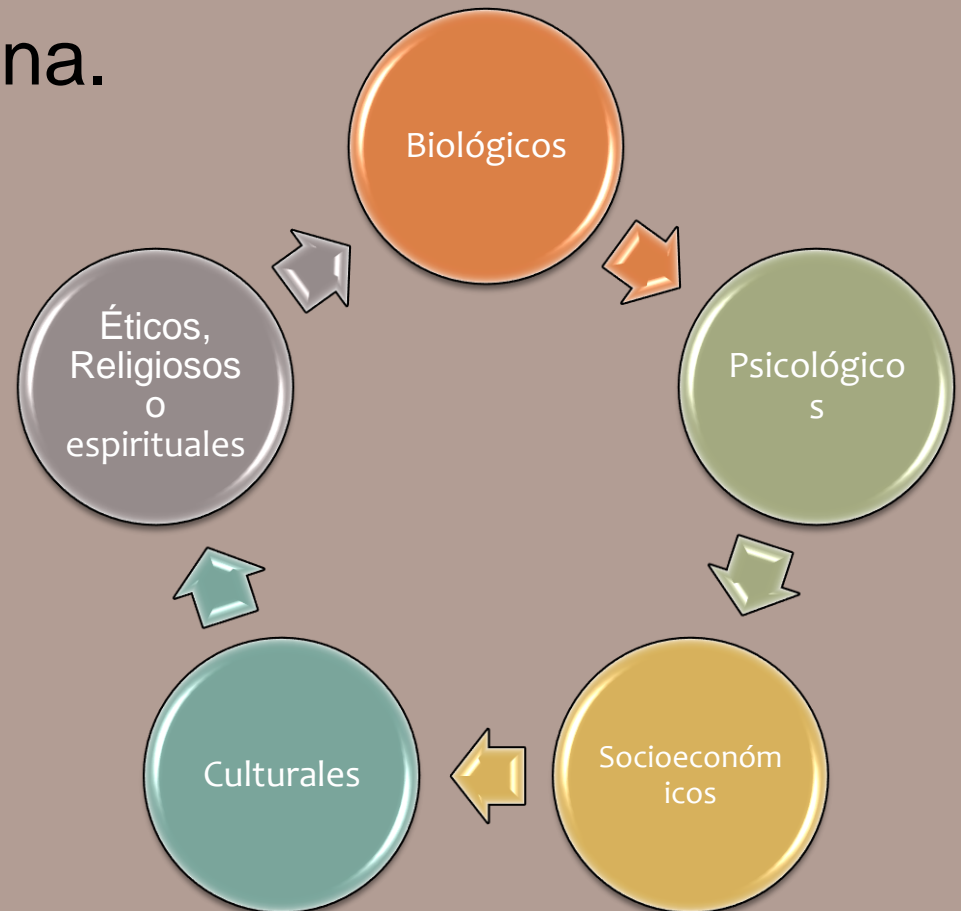 na.
Biológicos
Psicológico
s
Socioeconóm
icos
Culturales
Éticos,
Religiosos
o
espirituales